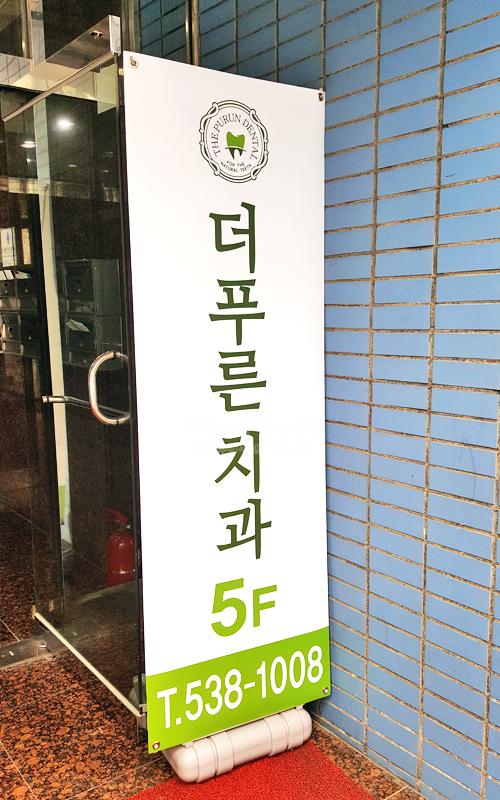 THE PURUN DENTAL
FOR THE
NATURAL TEETH
더푸른치과
5F
T.538-1008